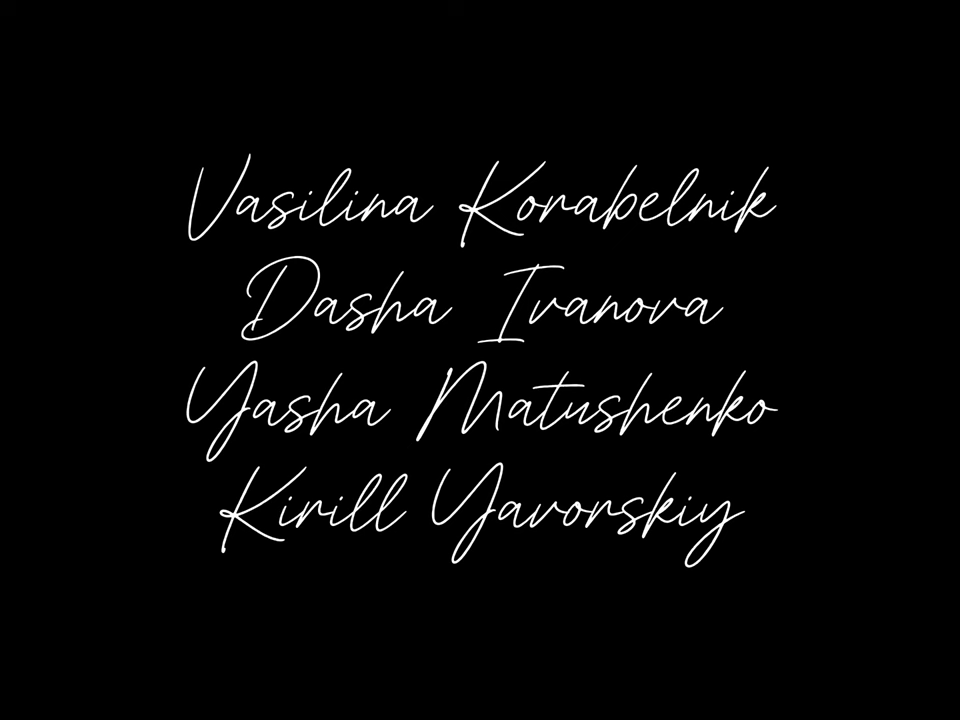 Vasilina Korabelnik
Dasha Ivanova
Yasha Matushenko
Kirill Yavorskiy